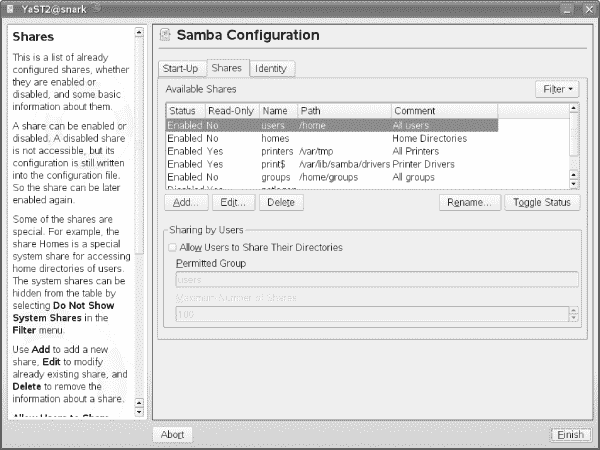 YaST2@snark
Shares
This is a list of already
configured shares, whether
they are enabled or
disabled, and some basic
information about them.
A share can be enabled or
disabled. A disabled share
is not accessible, but its
configuration is still written
into the configuration file.
So the share can be later
enabled again.
Some of the shares are
special. For example, the
share Homes is a special
system share for accessing
home directories of users.
The system shares can be
hidden from the table by
selecting Do Not Show
System Shares in the
Filter menu.
Use Add to add a new
share, Edit to modify
already existing share, and
Delete to remove the
information about a share.
Allow Users to Share
Samba Configuration
Start-Up Shares Identity
Available Shares Filter
Status Read-Only Name Path Comment
Enabled No users /home All users
Enabled No homes Home Directories
Enabled Yes printers /var/tmp All Printers
Enabled Yes print$ /var/lib/samba/drivers Printer Drivers
Enabled No groups /home/groups All groups
Disabled Yes netlogon
Add... Edit... Delete Rename... Toggle Status
Sharing by Users
Allow Users to Share Their Directories
Permitted Group
users
Maximum Number of Shares
100
Abort Finish